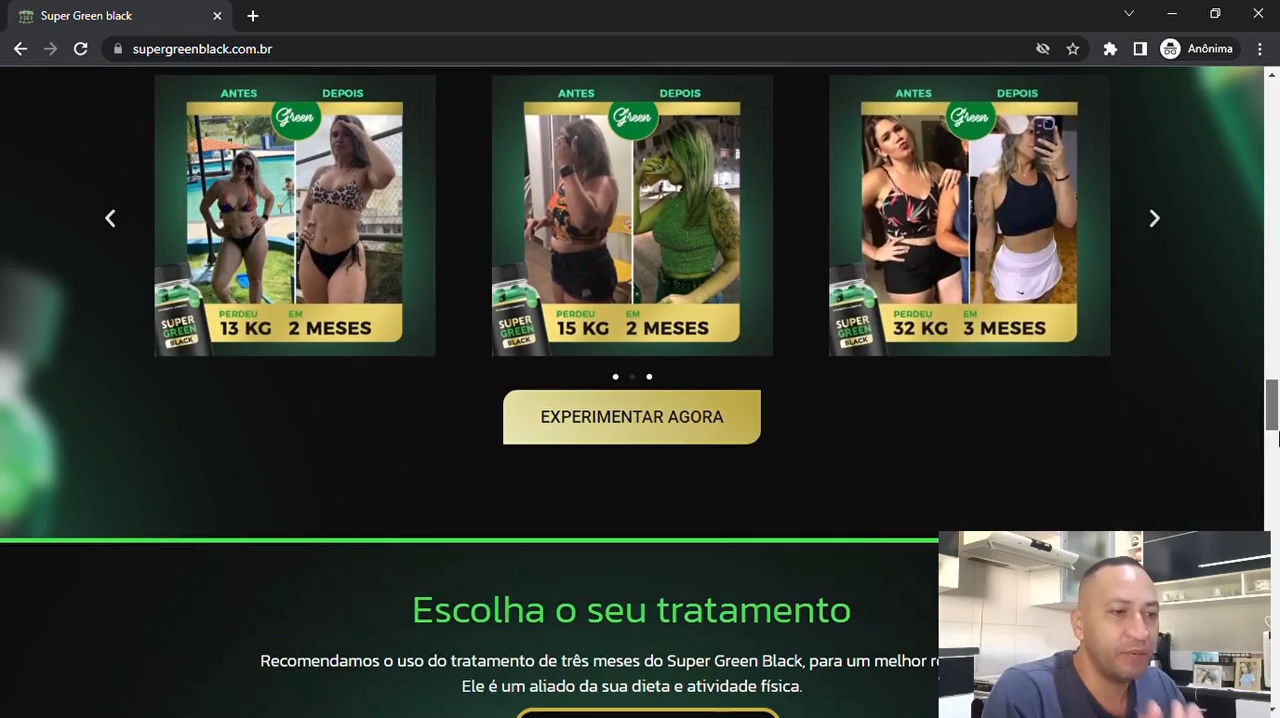 Super Green black
supergreenblack.com.br
Anônima
ANTES DEPOIS
Green
SUPER
GREEN
BLACK
PERDEU EM
13 KG 2 MESES
ANTES DEPOIS
Green
SUPER
GREEN
BLACK
PERDEU EM
15 KG 2 MESES
ANTES DEPOIS
Green
SUPER
GREEN
BLACK
PERDEU EM
32 KG 3 MESES
EXPERIMENTAR AGORA
Escolha o seu tratamento
Recomendamos o uso do tratamento de três meses do Super Green Black, para um melhor
Ele é um aliado da sua dieta e atividade física.